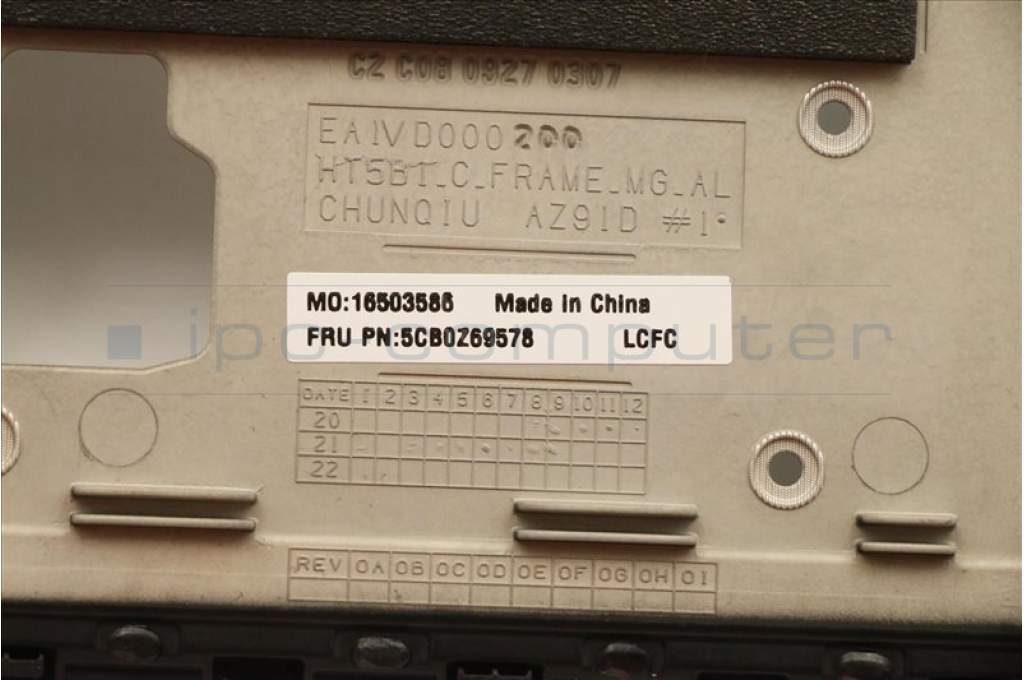 CZ C08 0927 0307
EA1VD000200
HT5B1_C_FRAME_MG_AL
CHUNQIU AZ91D #1
MO:16503586 Made in China
FRU PN:5CB0Z69578 LCFC
ipc-computer
DATE 1 2 3 4 5 6 7 8 9 10 11 12
20
21
22
REV 0A 0B 0C 0D 0E 0F 0G 0H 0I